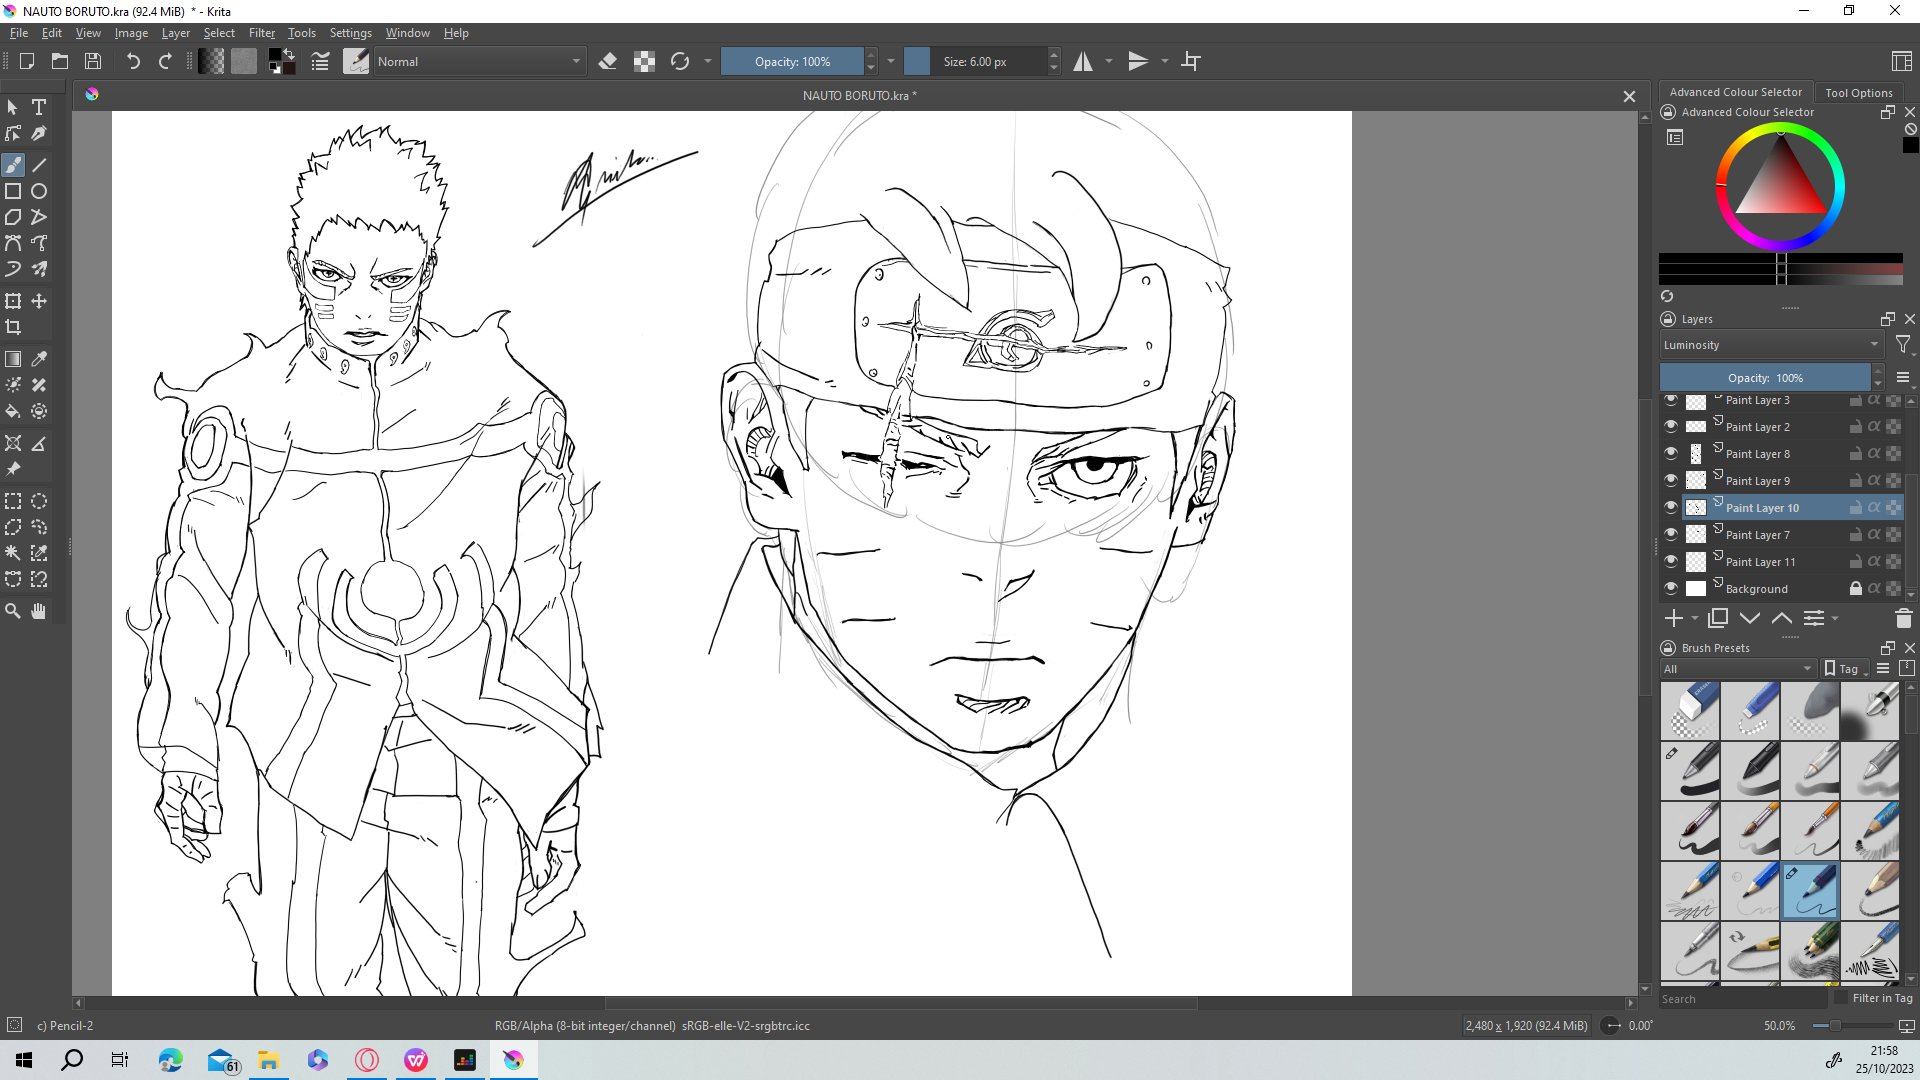 NAUTO BORUTO.kra (92.4 MiB) * - Krita
File Edit View Image Layer Select Filter Tools Settings Window Help
Normal
Opacity: 100%
Size: 6.00 px
NAUTO BORUTO.kra *
Advanced Colour Selector
Tool Options
Advanced Colour Selector
Layers
Luminosity
Opacity: 100%
Paint Layer 3
Paint Layer 2
Paint Layer 8
Paint Layer 9
Paint Layer 10
Paint Layer 7
Paint Layer 11
Background
Brush Presets
All
Tag
Search
Filter in Tag
c) Pencil-2
RGB/Alpha (8-bit integer/channel) sRGB-elle-V2-srgbtrc.icc
2,480 x 1,920 (92.4 MiB)
0.00°
50.0%
61
21:58
25/10/2023